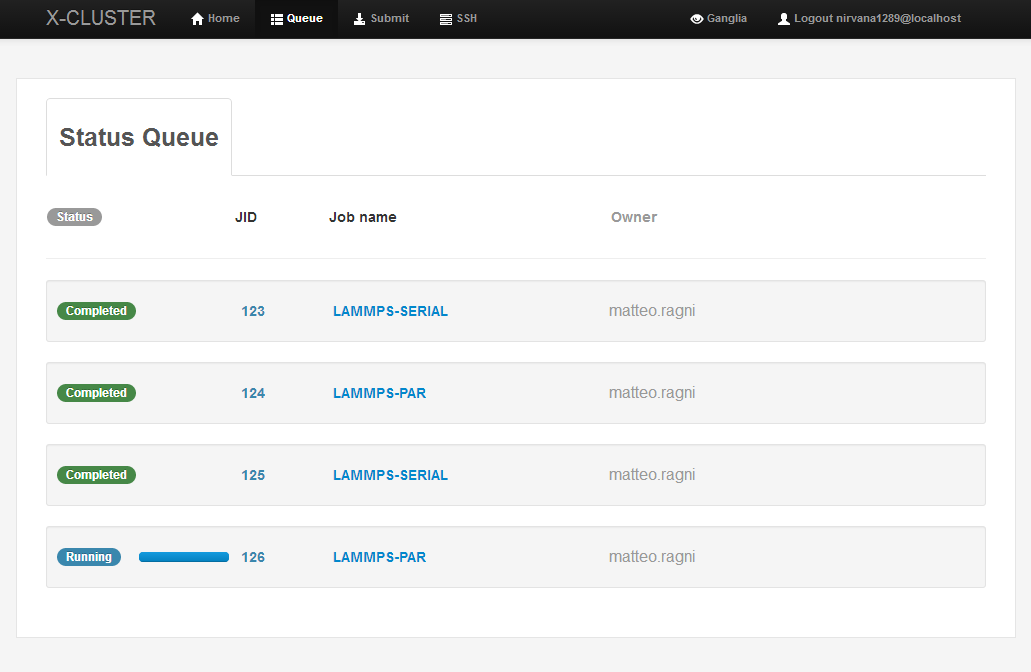 X-CLUSTER Home Queue Submit SSH Ganglia Logout nirvana1289@localhost
Status Queue
Status JID Job name Owner
Completed 123 LAMMPS-SERIAL matteo.ragni
Completed 124 LAMMPS-PAR matteo.ragni
Completed 125 LAMMPS-SERIAL matteo.ragni
Running 126 LAMMPS-PAR matteo.ragni